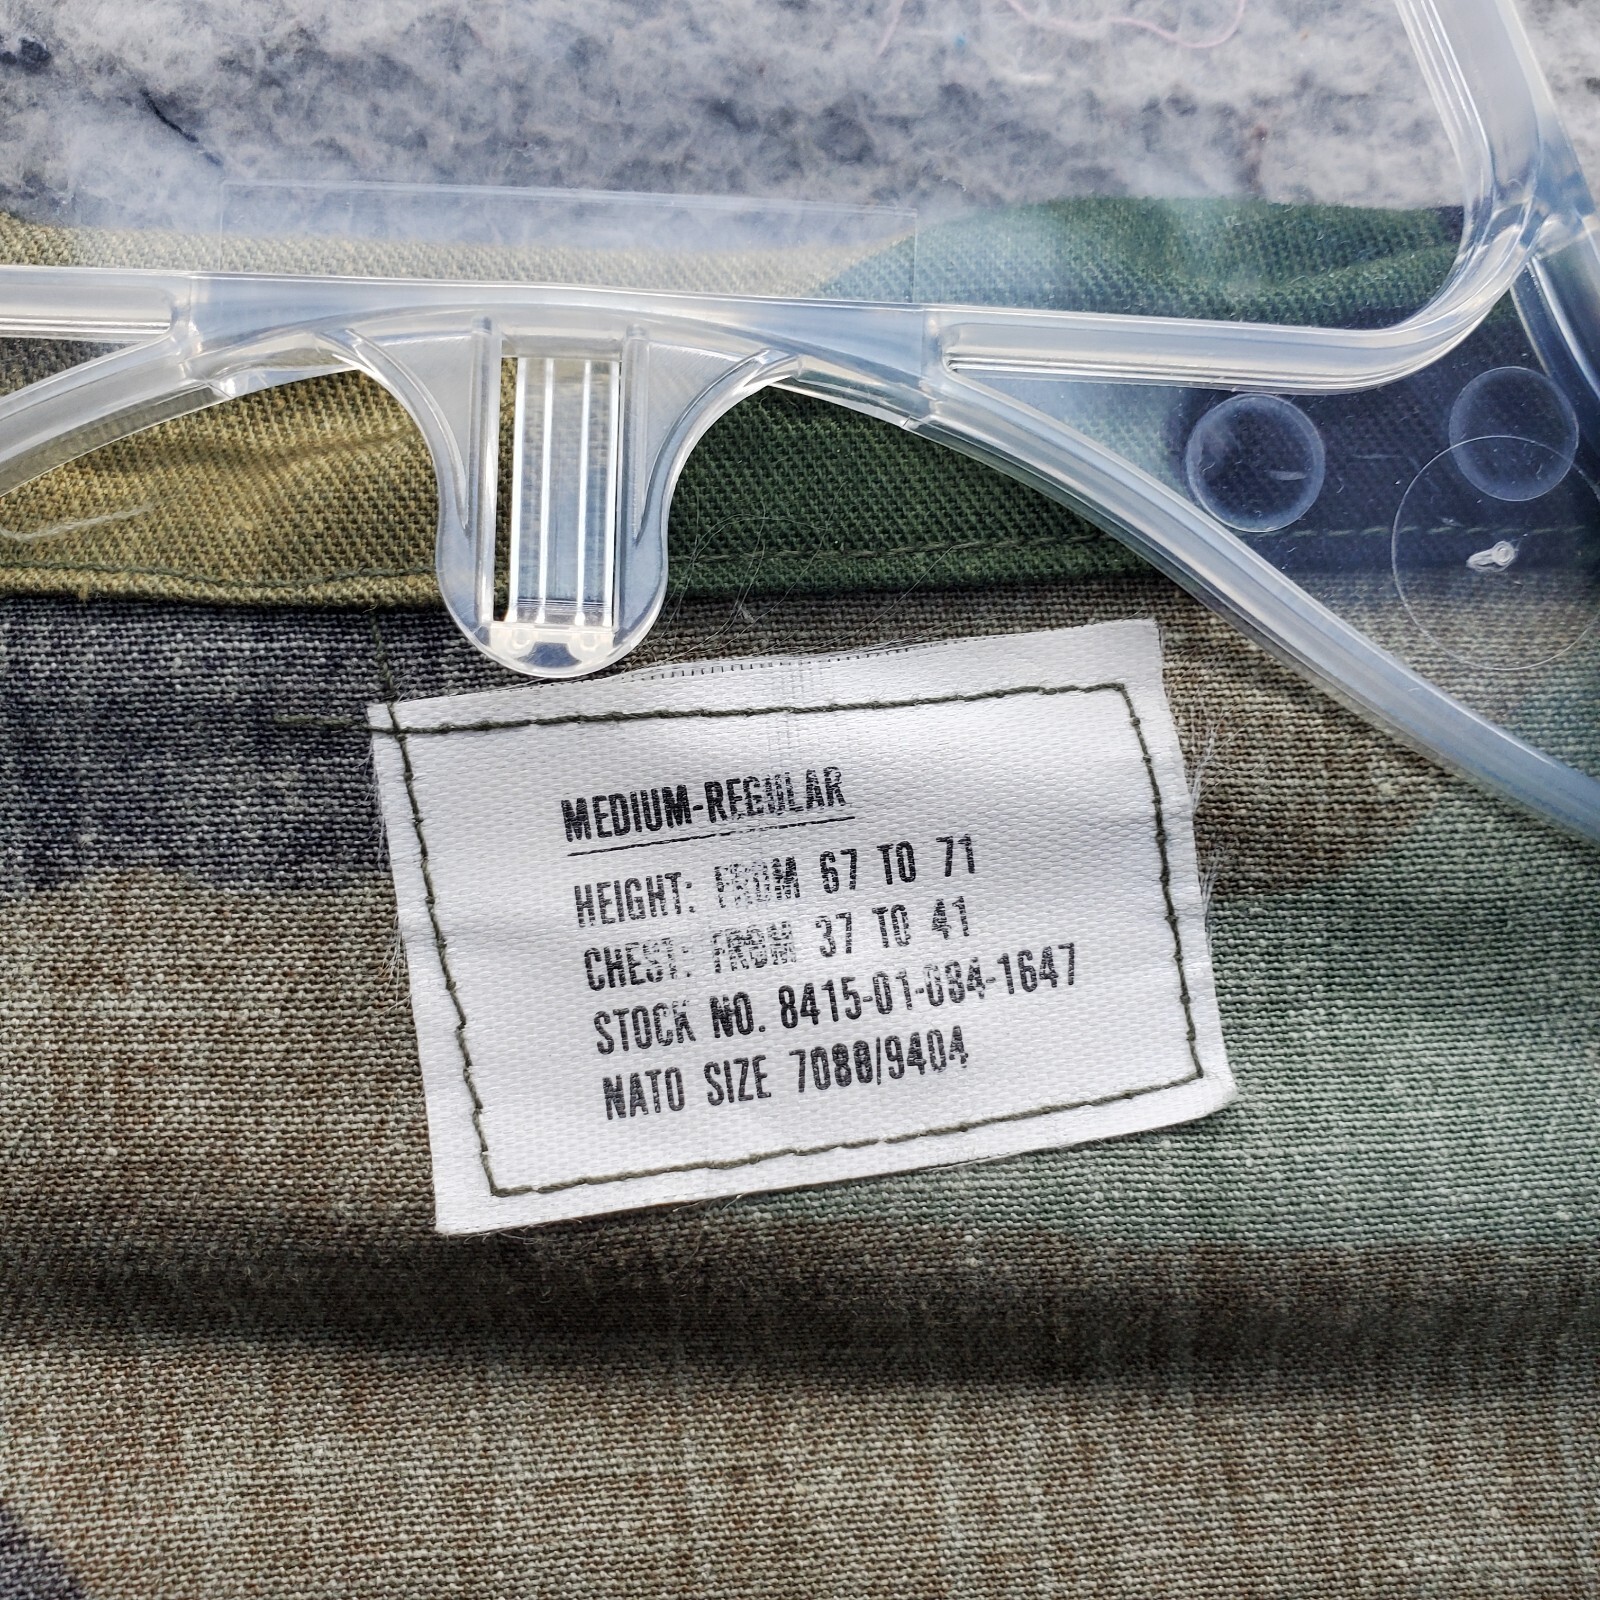 MEDIUM-REGULAR
HEIGHT: FROM 67 TO 71
CHEST: FROM 37 TO 41
STOCK NO. 8415-01-084-1647
NATO SIZE 7080/9404